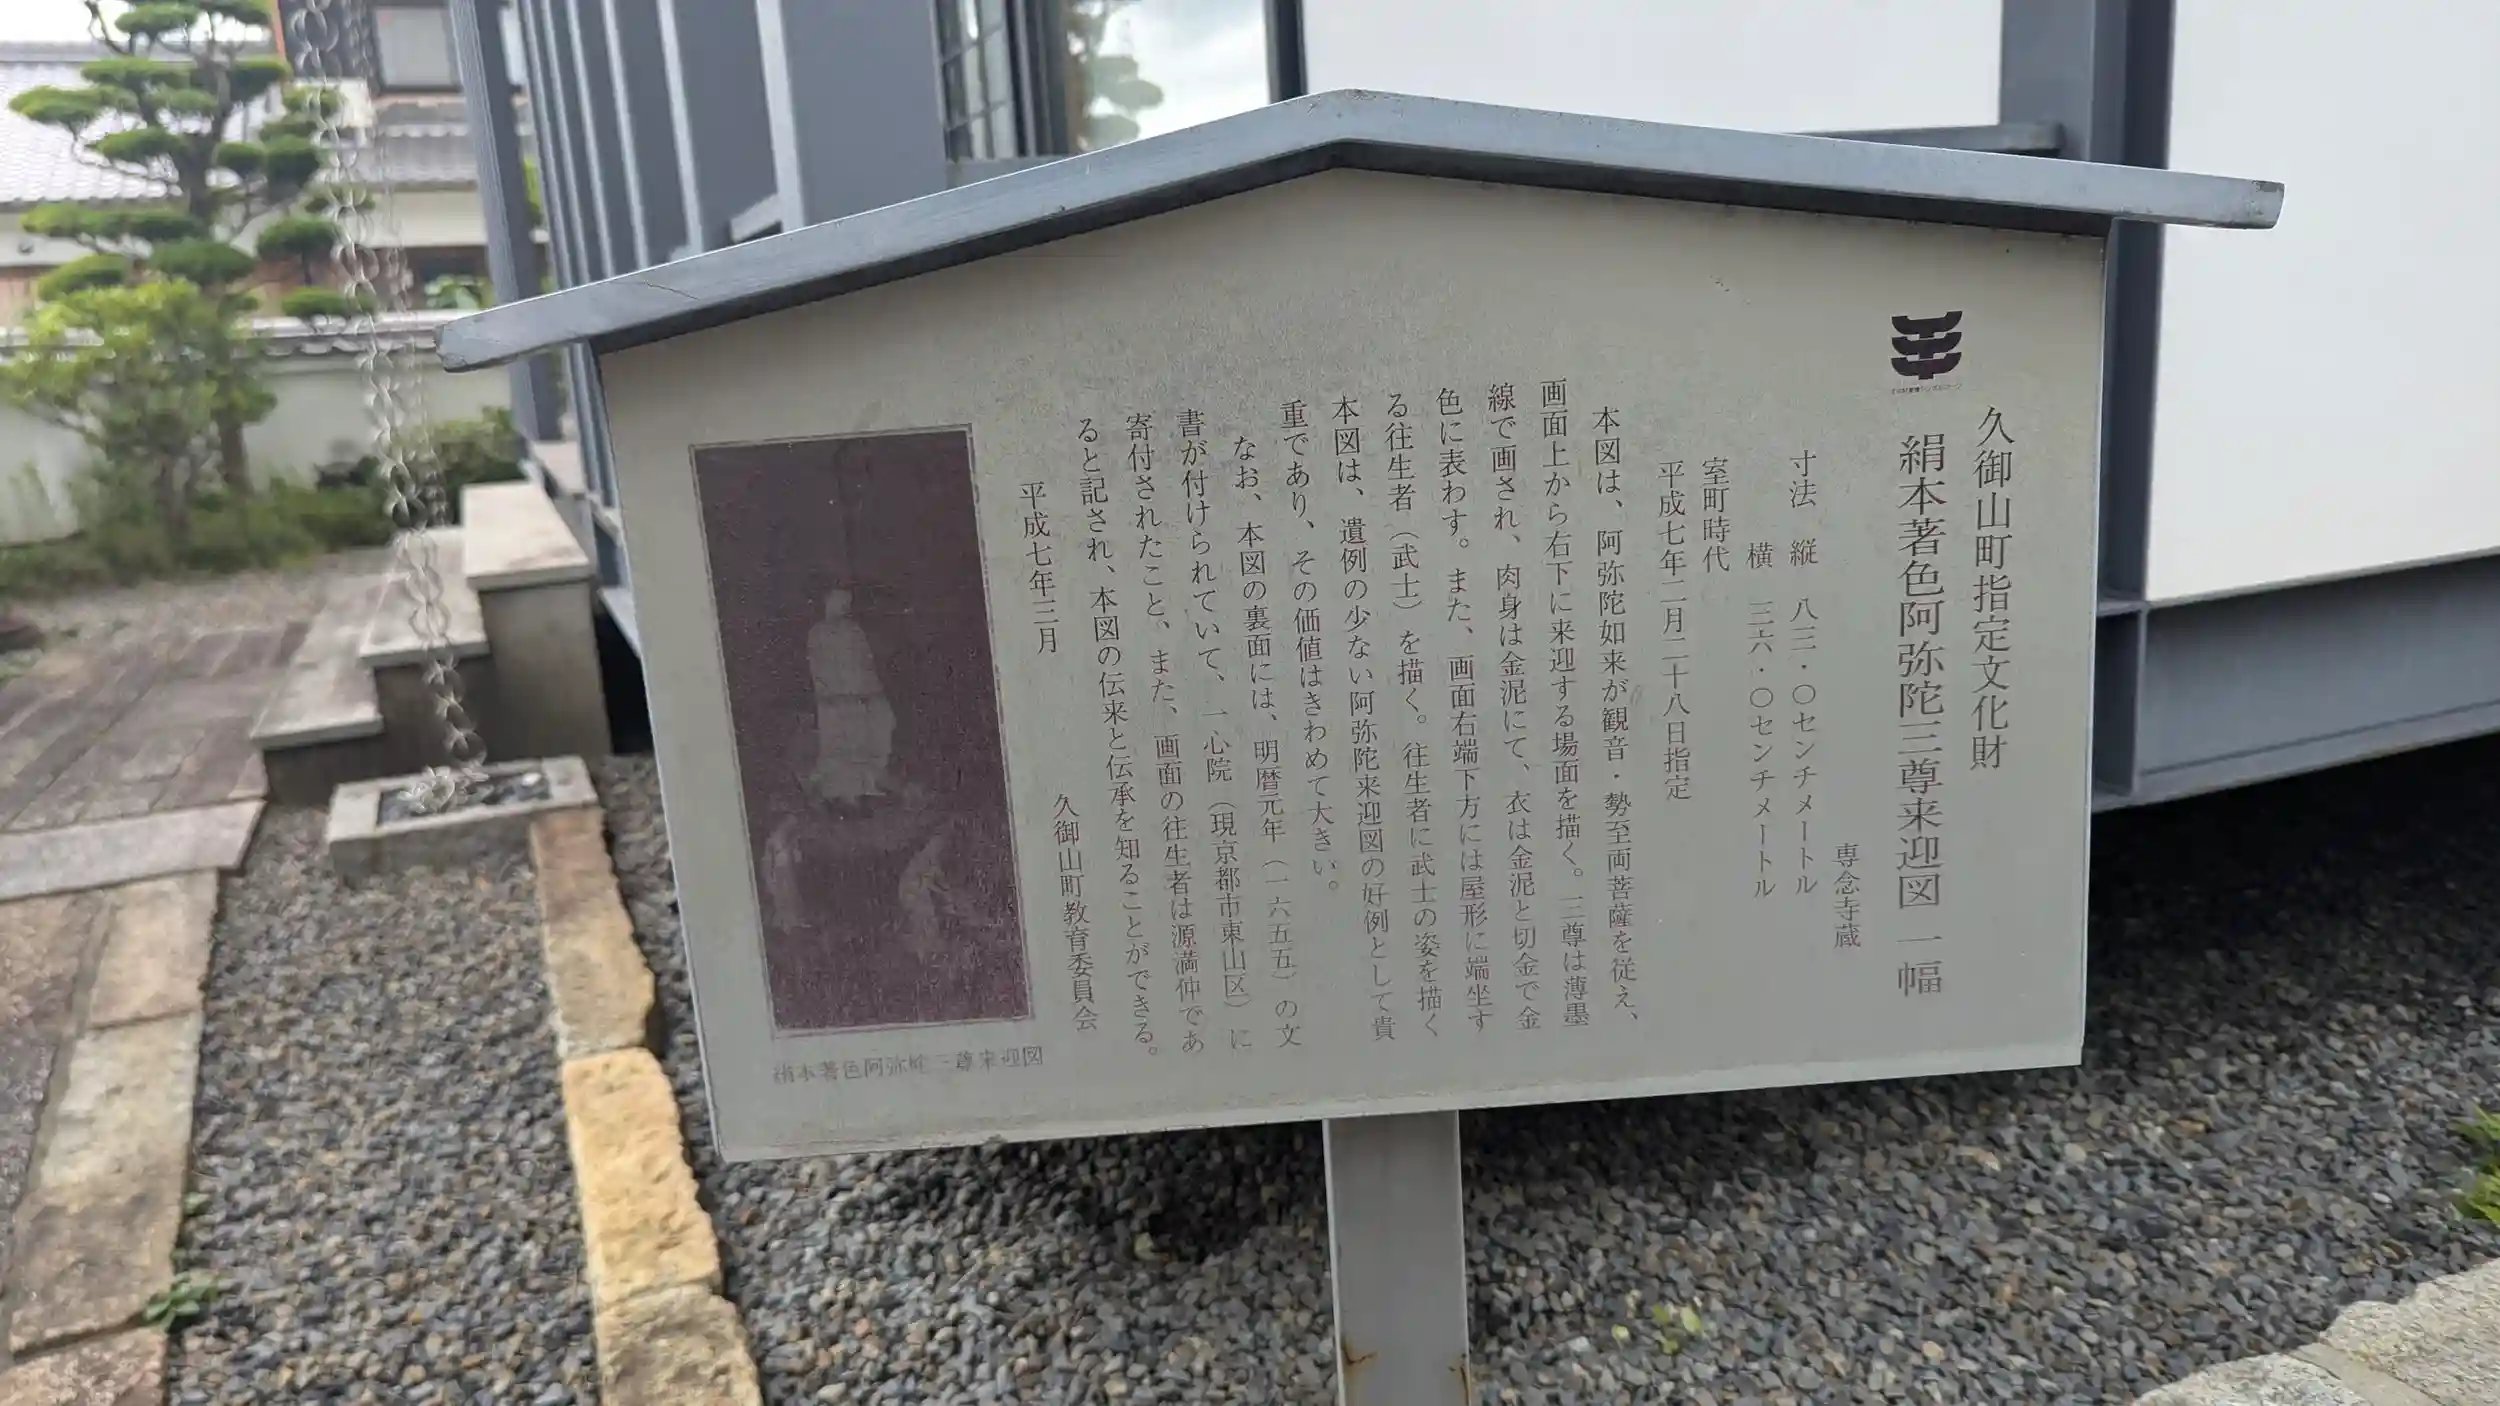 久御山町指定文化財
絹本著色阿弥陀三尊来迎図 一幅
専念寺蔵
寸法 縦 八三・〇センチメートル
横 三六・〇センチメートル
室町時代
平成七年二月二十八日指定
本図は、阿弥陀如来が観音・勢至両菩薩を従え、
画面上から右下に来迎する場面を描く。三尊は薄墨
線で画され、肉身は金泥にて、衣は金泥と切金で金
色に表わす。また、画面右端下方には屋形に端坐す
る往生者（武士）を描く。往生者に武士の姿を描く
本図は、遺例の少ない阿弥陀来迎図の好例として貴
重であり、その価値はきわめて大きい。
なお、本図の裏面には、明暦元年（一六五五）の文
書が付けられていて、一心院（現京都市東山区）に
寄付されたこと、また、画面の往生者は源満仲であ
ると記され、本図の伝来と伝承を知ることができる。
平成七年三月
久御山町教育委員会
絹本著色阿弥陀三尊来迎図